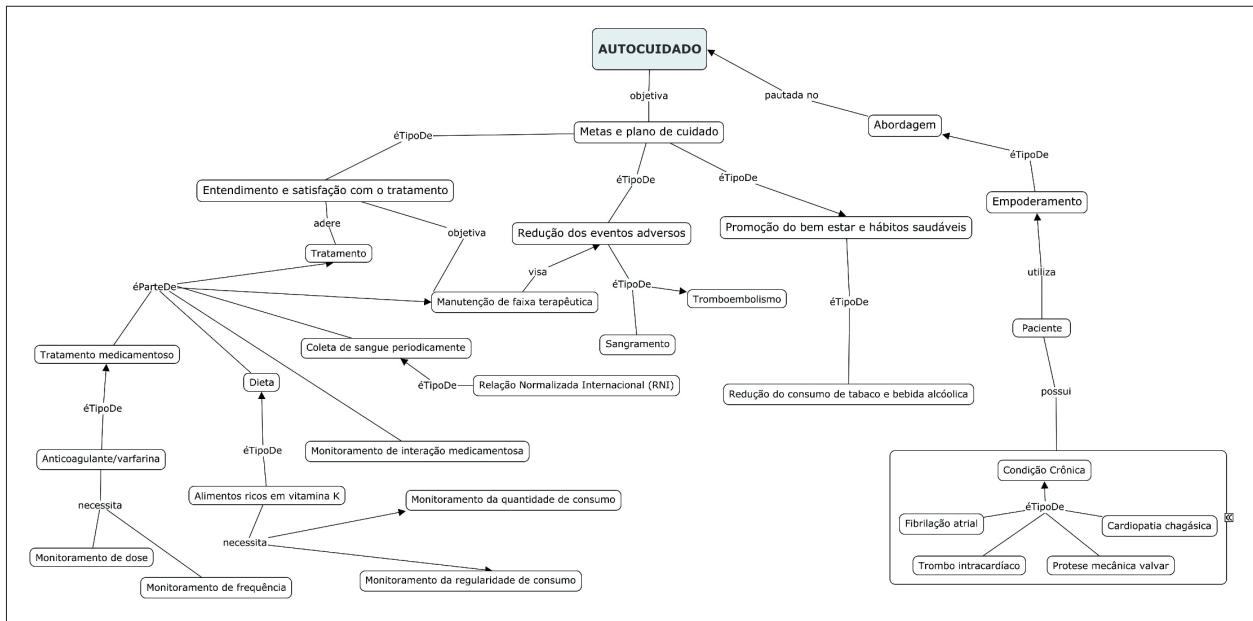 AUTOCUIDADO
objetiva
pautada no
Abordagem
Metas e plano de cuidado
éTipoDe
éTipoDe
éTipoDe
éTipoDe
Entendimento e satisfação com o tratamento
Empoderamento
adere
objetiva
Redução dos eventos adversos
Promoção do bem estar e hábitos saudáveis
Tratamento
visa
utiliza
éParteDe
éTipoDe
Manutenção de faixa terapêutica
Tromboembolismo
éTipoDe
Paciente
Tratamento medicamentoso
Coleta de sangue periodicamente
Sangramento
Dieta
éTipoDe
Relação Normalizada Internacional (RNI)
Redução do consumo de tabaco e bebida alcóolica
possui
éTipoDe
éTipoDe
Monitoramento de interação medicamentosa
Anticoagulante/varfarina
Condição Crônica
Alimentos ricos em vitamina K
Monitoramento da quantidade de consumo
necessita
éTipoDe
Fibrilação atrial
Cardiopatia chagásica
necessita
Monitoramento de dose
Trombo intracardíaco
Protese mecânica valvar
Monitoramento da regularidade de consumo
Monitoramento de frequência